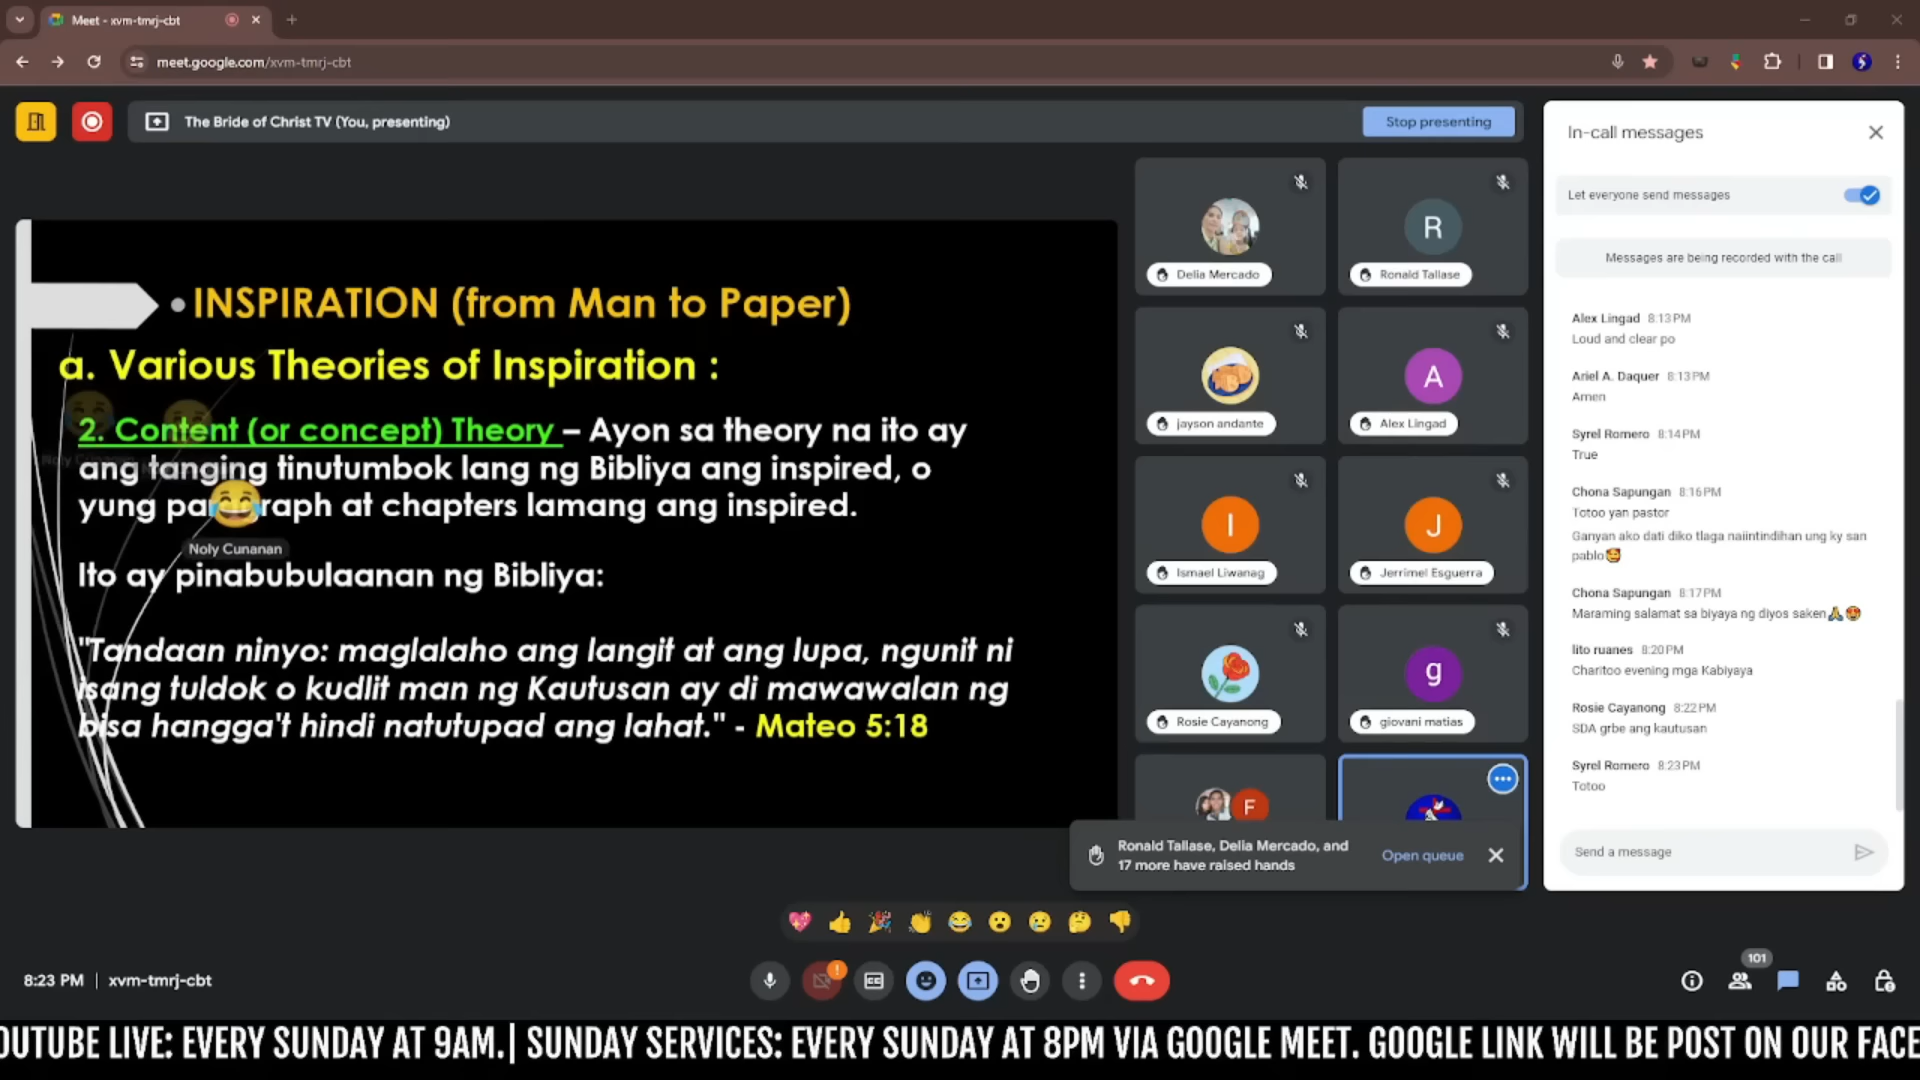 Meet - xvm-tmrj-cbt
meet.google.com/xvm-tmrj-cbt
The Bride of Christ TV (You, presenting)
Stop presenting
• INSPIRATION (from Man to Paper)
a. Various Theories of Inspiration :
2. Content (or concept) Theory – Ayon sa theory na ito ay
ang tanging tinutumbok lang ng Bibliya ang inspired, o
yung paragraph at chapters lamang ang inspired.
Noly Cunanan
Ito ay pinabubulaanan ng Bibliya:
"Tandaan ninyo: maglalaho ang langit at ang lupa, ngunit ni
isang tuldok o kudlit man ng Kautusan ay di mawawalan ng
bisa hangga't hindi natutupad ang lahat." - Mateo 5:18
Delia Mercado
R
Ronald Tallase
jayson andante
A
Alex Lingad
I
Ismael Liwanag
J
Jerrimel Esguerra
Rosie Cayanong
g
giovani matias
F
Ronald Tallase, Delia Mercado, and
17 more have raised hands
Open queue
In-call messages
Let everyone send messages
Messages are being recorded with the call
Alex Lingad 8:13 PM
Loud and clear po
Ariel A. Daquer 8:13 PM
Amen
Syrel Romero 8:14 PM
True
Chona Sapungan 8:16 PM
Totoo yan pastor
Ganyan ako dati diko tlaga naiintindihan ung ky san
pablo🥰
Chona Sapungan 8:17 PM
Maraming salamat sa biyaya ng diyos saken🙏😍
lito ruanes 8:20 PM
Charitoo evening mga Kabiyaya
Rosie Cayanong 8:22 PM
SDA grbe ang kautusan
Syrel Romero 8:23 PM
Totoo
Send a message
8:23 PM | xvm-tmrj-cbt
101
OUTUBE LIVE: EVERY SUNDAY AT 9AM.| SUNDAY SERVICES: EVERY SUNDAY AT 8PM VIA GOOGLE MEET. GOOGLE LINK WILL BE POST ON OUR FACE